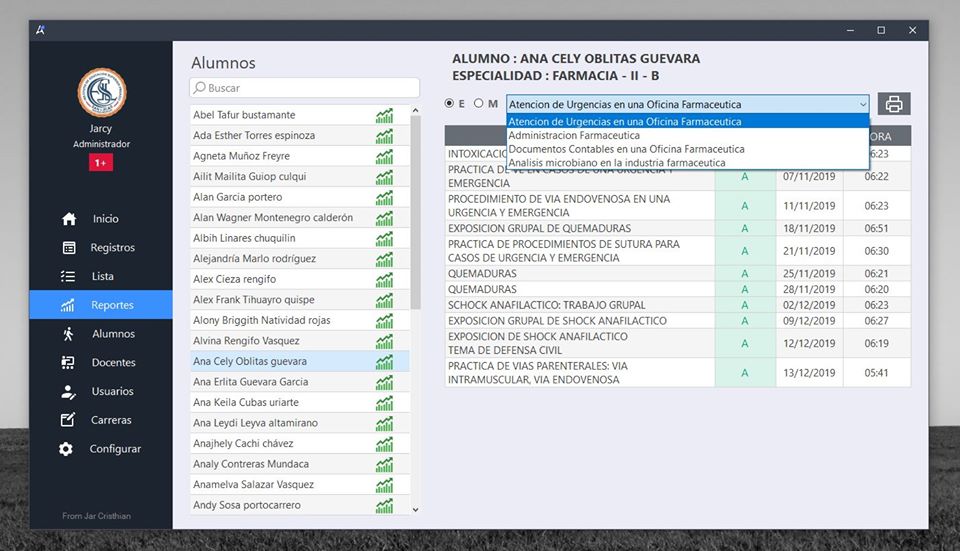 Jarcy
Administrador
1+
Inicio
Registros
Lista
Reportes
Alumnos
Docentes
Usuarios
Carreras
Configurar
From Jar Cristhian
Alumnos
Buscar
Abel Tafur bustamante
Ada Esther Torres espinoza
Agneta Muñoz Freyre
Ailit Mailita Guiop culqui
Alan Garcia portero
Alan Wagner Montenegro calderón
Albih Linares chuquilin
Alejandría Marlo rodríguez
Alex Cieza rengifo
Alex Frank Tihuayro quispe
Alony Briggith Natividad rojas
Alvina Rengifo Vasquez
Ana Cely Oblitas guevara
Ana Erlita Guevara Garcia
Ana Keila Cubas uriarte
Ana Leydi Leyva altamirano
Anajhely Cachi chávez
Analy Contreras Mundaca
Anamelva Salazar Vasquez
Andy Sosa portocarrero
ALUMNO : ANA CELY OBLITAS GUEVARA
ESPECIALIDAD : FARMACIA - II - B
E M Atencion de Urgencias en una Oficina Farmaceutica
Atencion de Urgencias en una Oficina Farmaceutica
Administracion Farmaceutica
Documentos Contables en una Oficina Farmaceutica
Analisis microbiano en la industria farmaceutica
ORA
INTOXICACIO 6:23
PRACTICA DE VE EN CASOS DE UNA URGENCIA Y
EMERGENCIA A 07/11/2019 06:22
PROCEDIMIENTO DE VIA ENDOVENOSA EN UNA
URGENCIA Y EMERGENCIA A 11/11/2019 06:23
EXPOSICION GRUPAL DE QUEMADURAS A 18/11/2019 06:51
PRACTICA DE PROCEDIMIENTOS DE SUTURA PARA
CASOS DE URGENCIA Y EMERGENCIA A 21/11/2019 06:30
QUEMADURAS A 25/11/2019 06:21
QUEMADURAS A 28/11/2019 06:20
SCHOCK ANAFILACTICO: TRABAJO GRUPAL A 02/12/2019 06:23
EXPOSICION GRUPAL DE SHOCK ANAFILACTICO A 09/12/2019 06:27
EXPOSICION DE SHOCK ANAFILACTICO
TEMA DE DEFENSA CIVIL A 12/12/2019 06:19
PRACTICA DE VIAS PARENTERALES: VIA
INTRAMUSCULAR, VIA ENDOVENOSA A 13/12/2019 05:41